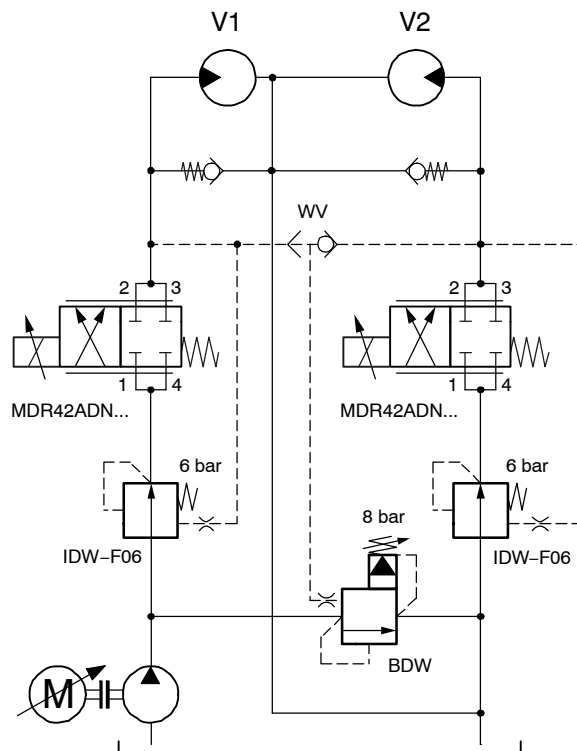 V1 V2
WV
2 3 2 3
1 4 1 4
MDR42ADN... MDR42ADN...
6 bar 6 bar
8 bar
IDW–F06 IDW–F06
BDW
M